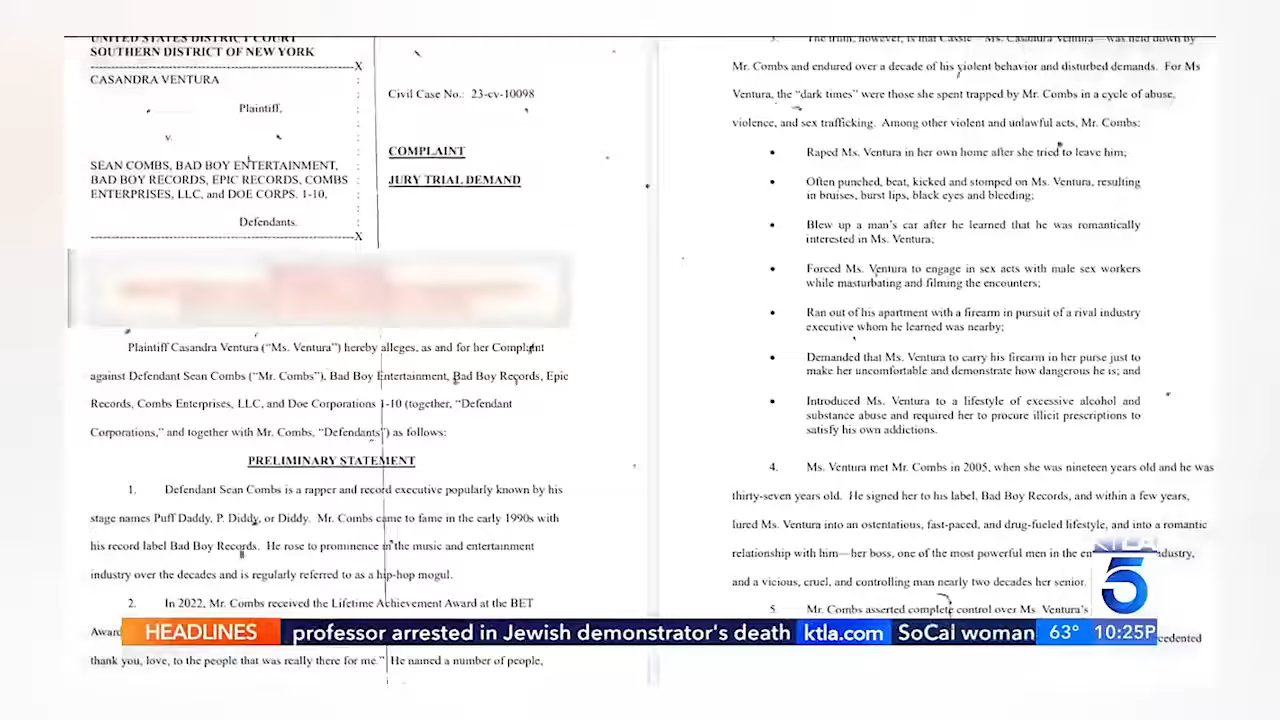 UNITED STATES DISTRICT COURT
SOUTHERN DISTRICT OF NEW YORK
X
CASANDRA VENTURA
Plaintiff,
v.
SEAN COMBS, BAD BOY ENTERTAINMENT,
BAD BOY RECORDS, EPIC RECORDS, COMBS
ENTERPRISES, LLC, and DOE CORPS. 1-10,
Defendants.
X
Civil Case No.: 23-cv-10098
COMPLAINT
JURY TRIAL DEMAND
Plaintiff Casandra Ventura (“Ms. Ventura”) hereby alleges, as and for her Complaint
against Defendant Sean Combs (“Mr. Combs”), Bad Boy Entertainment, Bad Boy Records, Epic
Records, Combs Enterprises, LLC, and Doe Corporations 1-10 (together, “Defendant
Corporations,” and together with Mr. Combs, “Defendants”) as follows:
PRELIMINARY STATEMENT
1. Defendant Sean Combs is a rapper and record executive popularly known by his
stage names Puff Daddy, P. Diddy, or Diddy. Mr. Combs came to fame in the early 1990s with
his record label Bad Boy Records. He rose to prominence in the music and entertainment
industry over the decades and is regularly referred to as a hip-hop mogul.
2. In 2022, Mr. Combs received the Lifetime Achievement Award at the BET
Awar
thank you, love, to the people that was really there for me.” He named a number of people,
3. The truth, however, is that Cassie—Ms. Casandra Ventura—was held down by
Mr. Combs and endured over a decade of his violent behavior and disturbed demands. For Ms
Ventura, the “dark times” were those she spent trapped by Mr. Combs in a cycle of abuse,
violence, and sex trafficking. Among other violent and unlawful acts, Mr. Combs:
• Raped Ms. Ventura in her own home after she tried to leave him;
• Often punched, beat, kicked and stomped on Ms. Ventura, resulting
in bruises, burst lips, black eyes and bleeding;
• Blew up a man’s car after he learned that he was romantically
interested in Ms. Ventura;
• Forced Ms. Ventura to engage in sex acts with male sex workers
while masturbating and filming the encounters;
• Ran out of his apartment with a firearm in pursuit of a rival industry
executive whom he learned was nearby;
• Demanded that Ms. Ventura to carry his firearm in her purse just to
make her uncomfortable and demonstrate how dangerous he is; and
• Introduced Ms. Ventura to a lifestyle of excessive alcohol and
substance abuse and required her to procure illicit prescriptions to
satisfy his own addictions.
4. Ms. Ventura met Mr. Combs in 2005, when she was nineteen years old and he was
thirty-seven years old. He signed her to his label, Bad Boy Records, and within a few years,
lured Ms. Ventura into an ostentatious, fast-paced, and drug-fueled lifestyle, and into a romantic
relationship with him—her boss, one of the most powerful men in the en dustry,
and a vicious, cruel, and controlling man nearly two decades her senior.
5. Mr. Combs asserted complete control over Ms. Ventura’s
cedented
KTLA
5
HEADLINES professor arrested in Jewish demonstrator's death ktla.com SoCal woman 63° 10:25P